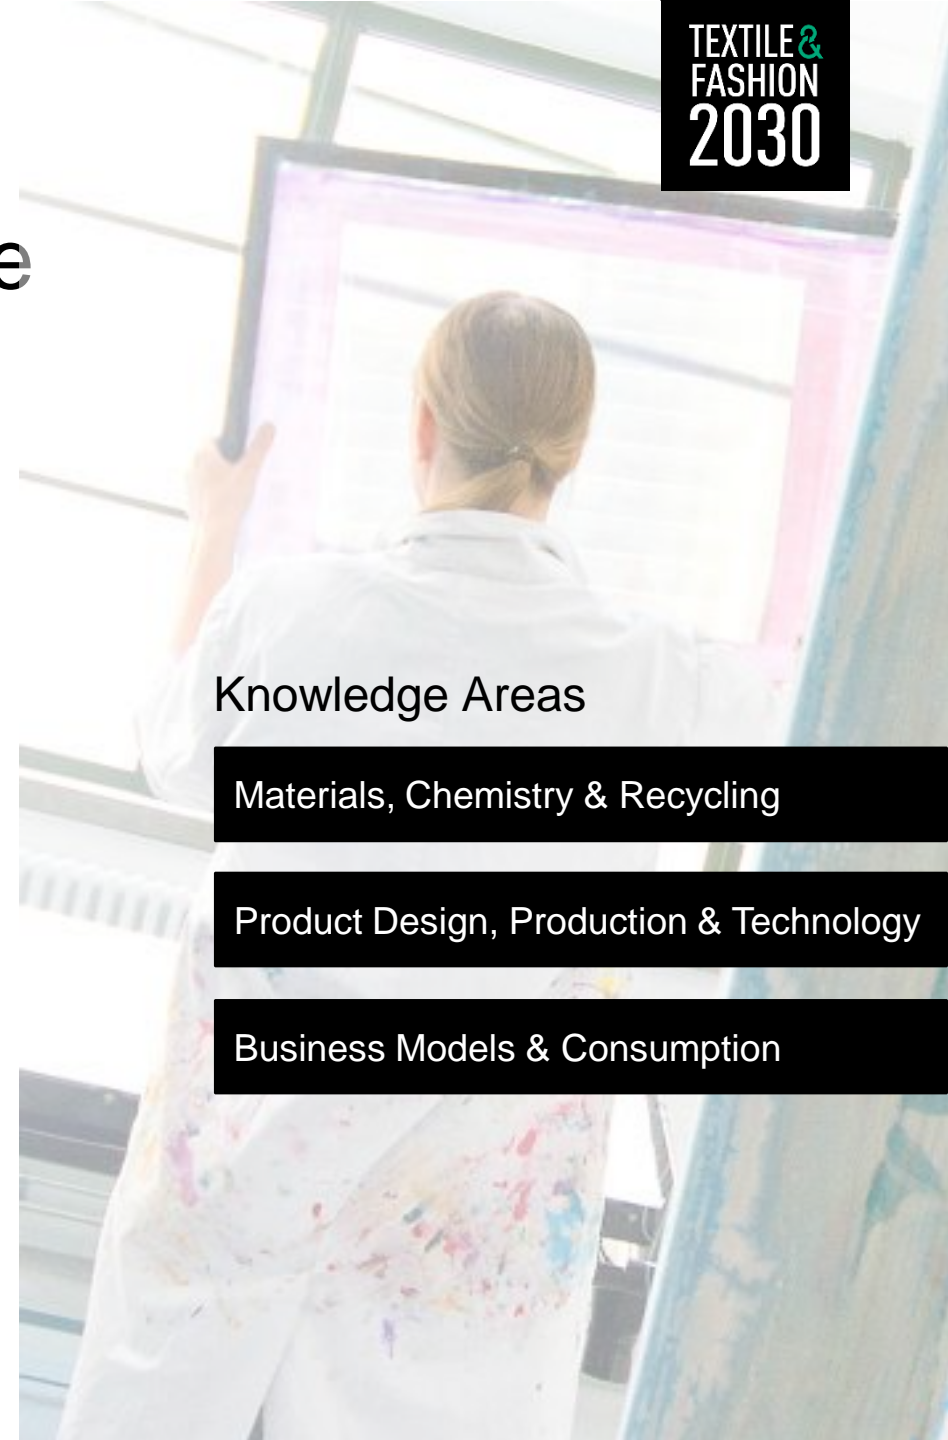 TEXTILE &
FASHION
2030
e
Knowledge Areas
Materials, Chemistry & Recycling
Product Design, Production & Technology
Business Models & Consumption